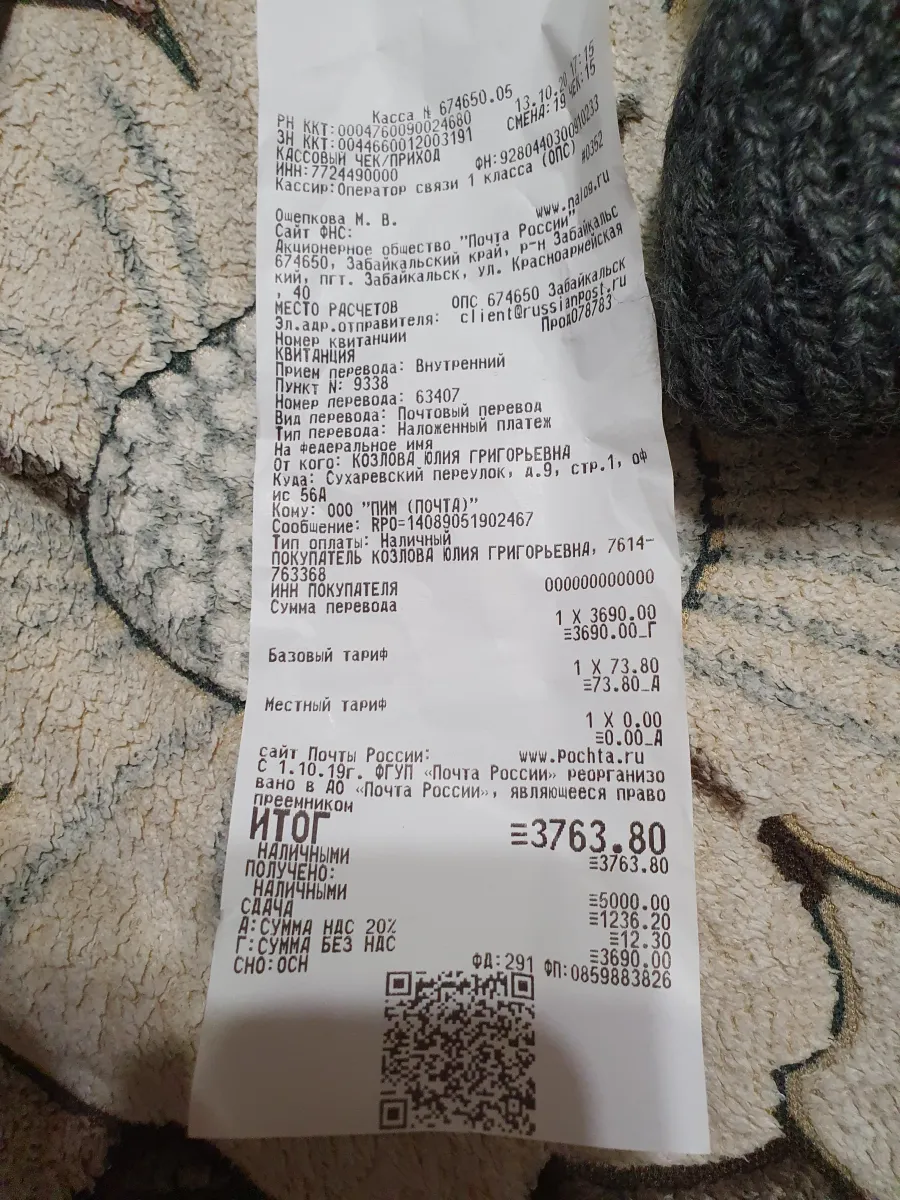 Касса N 674650.05
РН ККТ:0004760090024680 13.10.20 17:15
ЗН ККТ:0044660012003191 СМЕНА:19 ЧЕК:15
КАССОВЫЙ ЧЕК/ПРИХОД
ИНН:7724490000 ФН:9280440300810233
Кассир:Оператор связи 1 класса (ОПС) #0352
Ощепкова М. В.
Сайт ФНС: www.nalog.ru
Акционерное общество "Почта России"
674650, Забайкальский край, р-н Забайкальс
кий, пгт. Забайкальск, ул. Красноармейская
, 40
МЕСТО РАСЧЕТОВ ОПС 674650 Забайкальск
Эл.адр.отправителя: client@russianpost.ru
Номер квитанции Прод078783
КВИТАНЦИЯ
Прием перевода: Внутренний
Пункт N: 9338
Номер перевода: 63407
Вид перевода: Почтовый перевод
Тип перевода: Наложенный платеж
На федеральное имя
От кого: КОЗЛОВА ЮЛИЯ ГРИГОРЬЕВНА
Куда: Сухаревский переулок, д.9, стр.1, оф
ис 56А
Кому: ООО "ПИМ (ПОЧТА)"
Сообщение: RPO=14089051902467
Тип оплаты: Наличный
ПОКУПАТЕЛЬ КОЗЛОВА ЮЛИЯ ГРИГОРЬЕВНА, 7614-
763368
ИНН ПОКУПАТЕЛЯ 000000000000
Сумма перевода
1 X 3690.00
≡3690.00_Г
Базовый тариф
1 X 73.80
≡73.80_А
Местный тариф
1 X 0.00
≡0.00_А
сайт Почты России: www.pochta.ru
С 1.10.19г. ФГУП «Почта России» реорганизо
вано в АО «Почта России», являющееся право
преемником
ИТОГ ≡3763.80
НАЛИЧНЫМИ ≡3763.80
ПОЛУЧЕНО:
НАЛИЧНЫМИ ≡5000.00
СДАЧА ≡1236.20
А:СУММА НДС 20% ≡12.30
Г:СУММА БЕЗ НДС ≡3690.00
СНО:ОСН ФД:291 ФП:0859883826